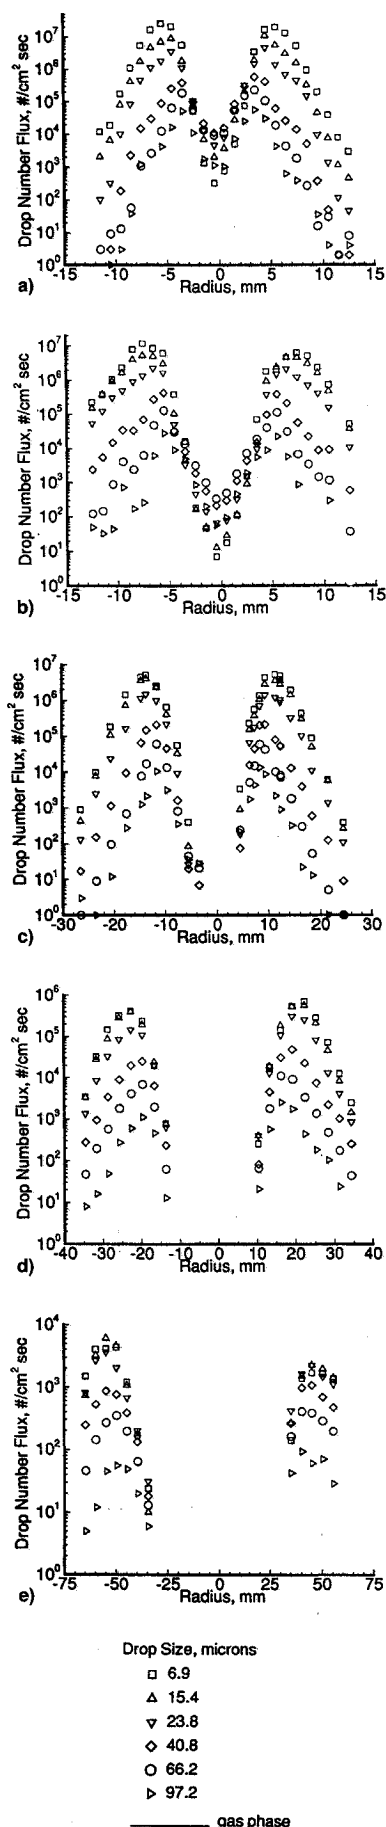 Drop Number Flux, #/cm² sec
10⁷
10⁶
10⁵
10⁴
10³
10²
10¹
10⁰
-15 -10 -5 0 5 10 15
a) Radius, mm
Drop Number Flux, #/cm² sec
10⁷
10⁶
10⁵
10⁴
10³
10²
10¹
10⁰
-15 -10 -5 0 5 10 15
b) Radius, mm
Drop Number Flux, #/cm² sec
10⁷
10⁶
10⁵
10⁴
10³
10²
10¹
10⁰
-30 -20 -10 0 10 20 30
c) Radius, mm
Drop Number Flux, #/cm² sec
10⁶
10⁵
10⁴
10³
10²
10¹
10⁰
-40 -30 -20 -10 0 10 20 30 40
d) Radius, mm
Drop Number Flux, #/cm² sec
10⁴
10³
10²
10¹
10⁰
-75 -50 -25 0 25 50 75
e) Radius, mm
Drop Size, microns
6.9
15.4
23.8
40.8
66.2
97.2
gas phase